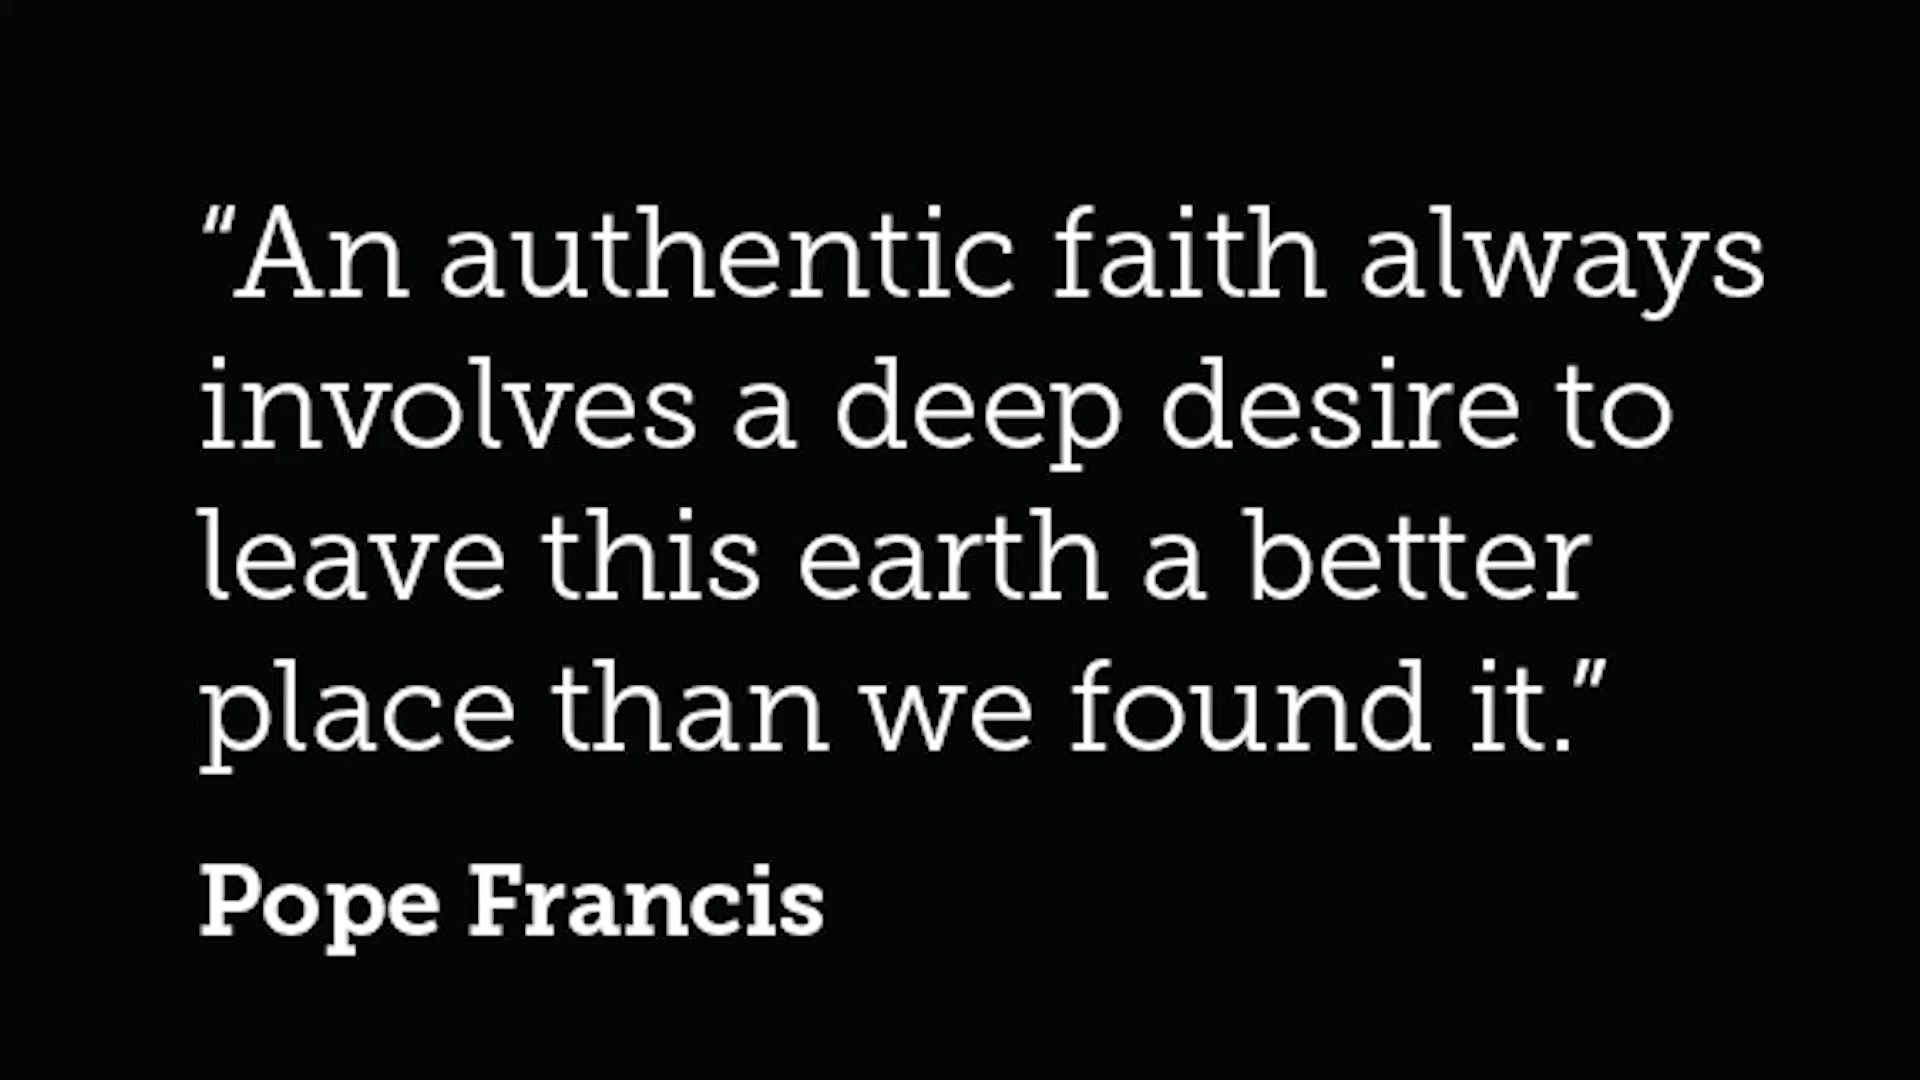 “An authentic faith always
involves a deep desire to
leave this earth a better
place than we found it.”
Pope Francis